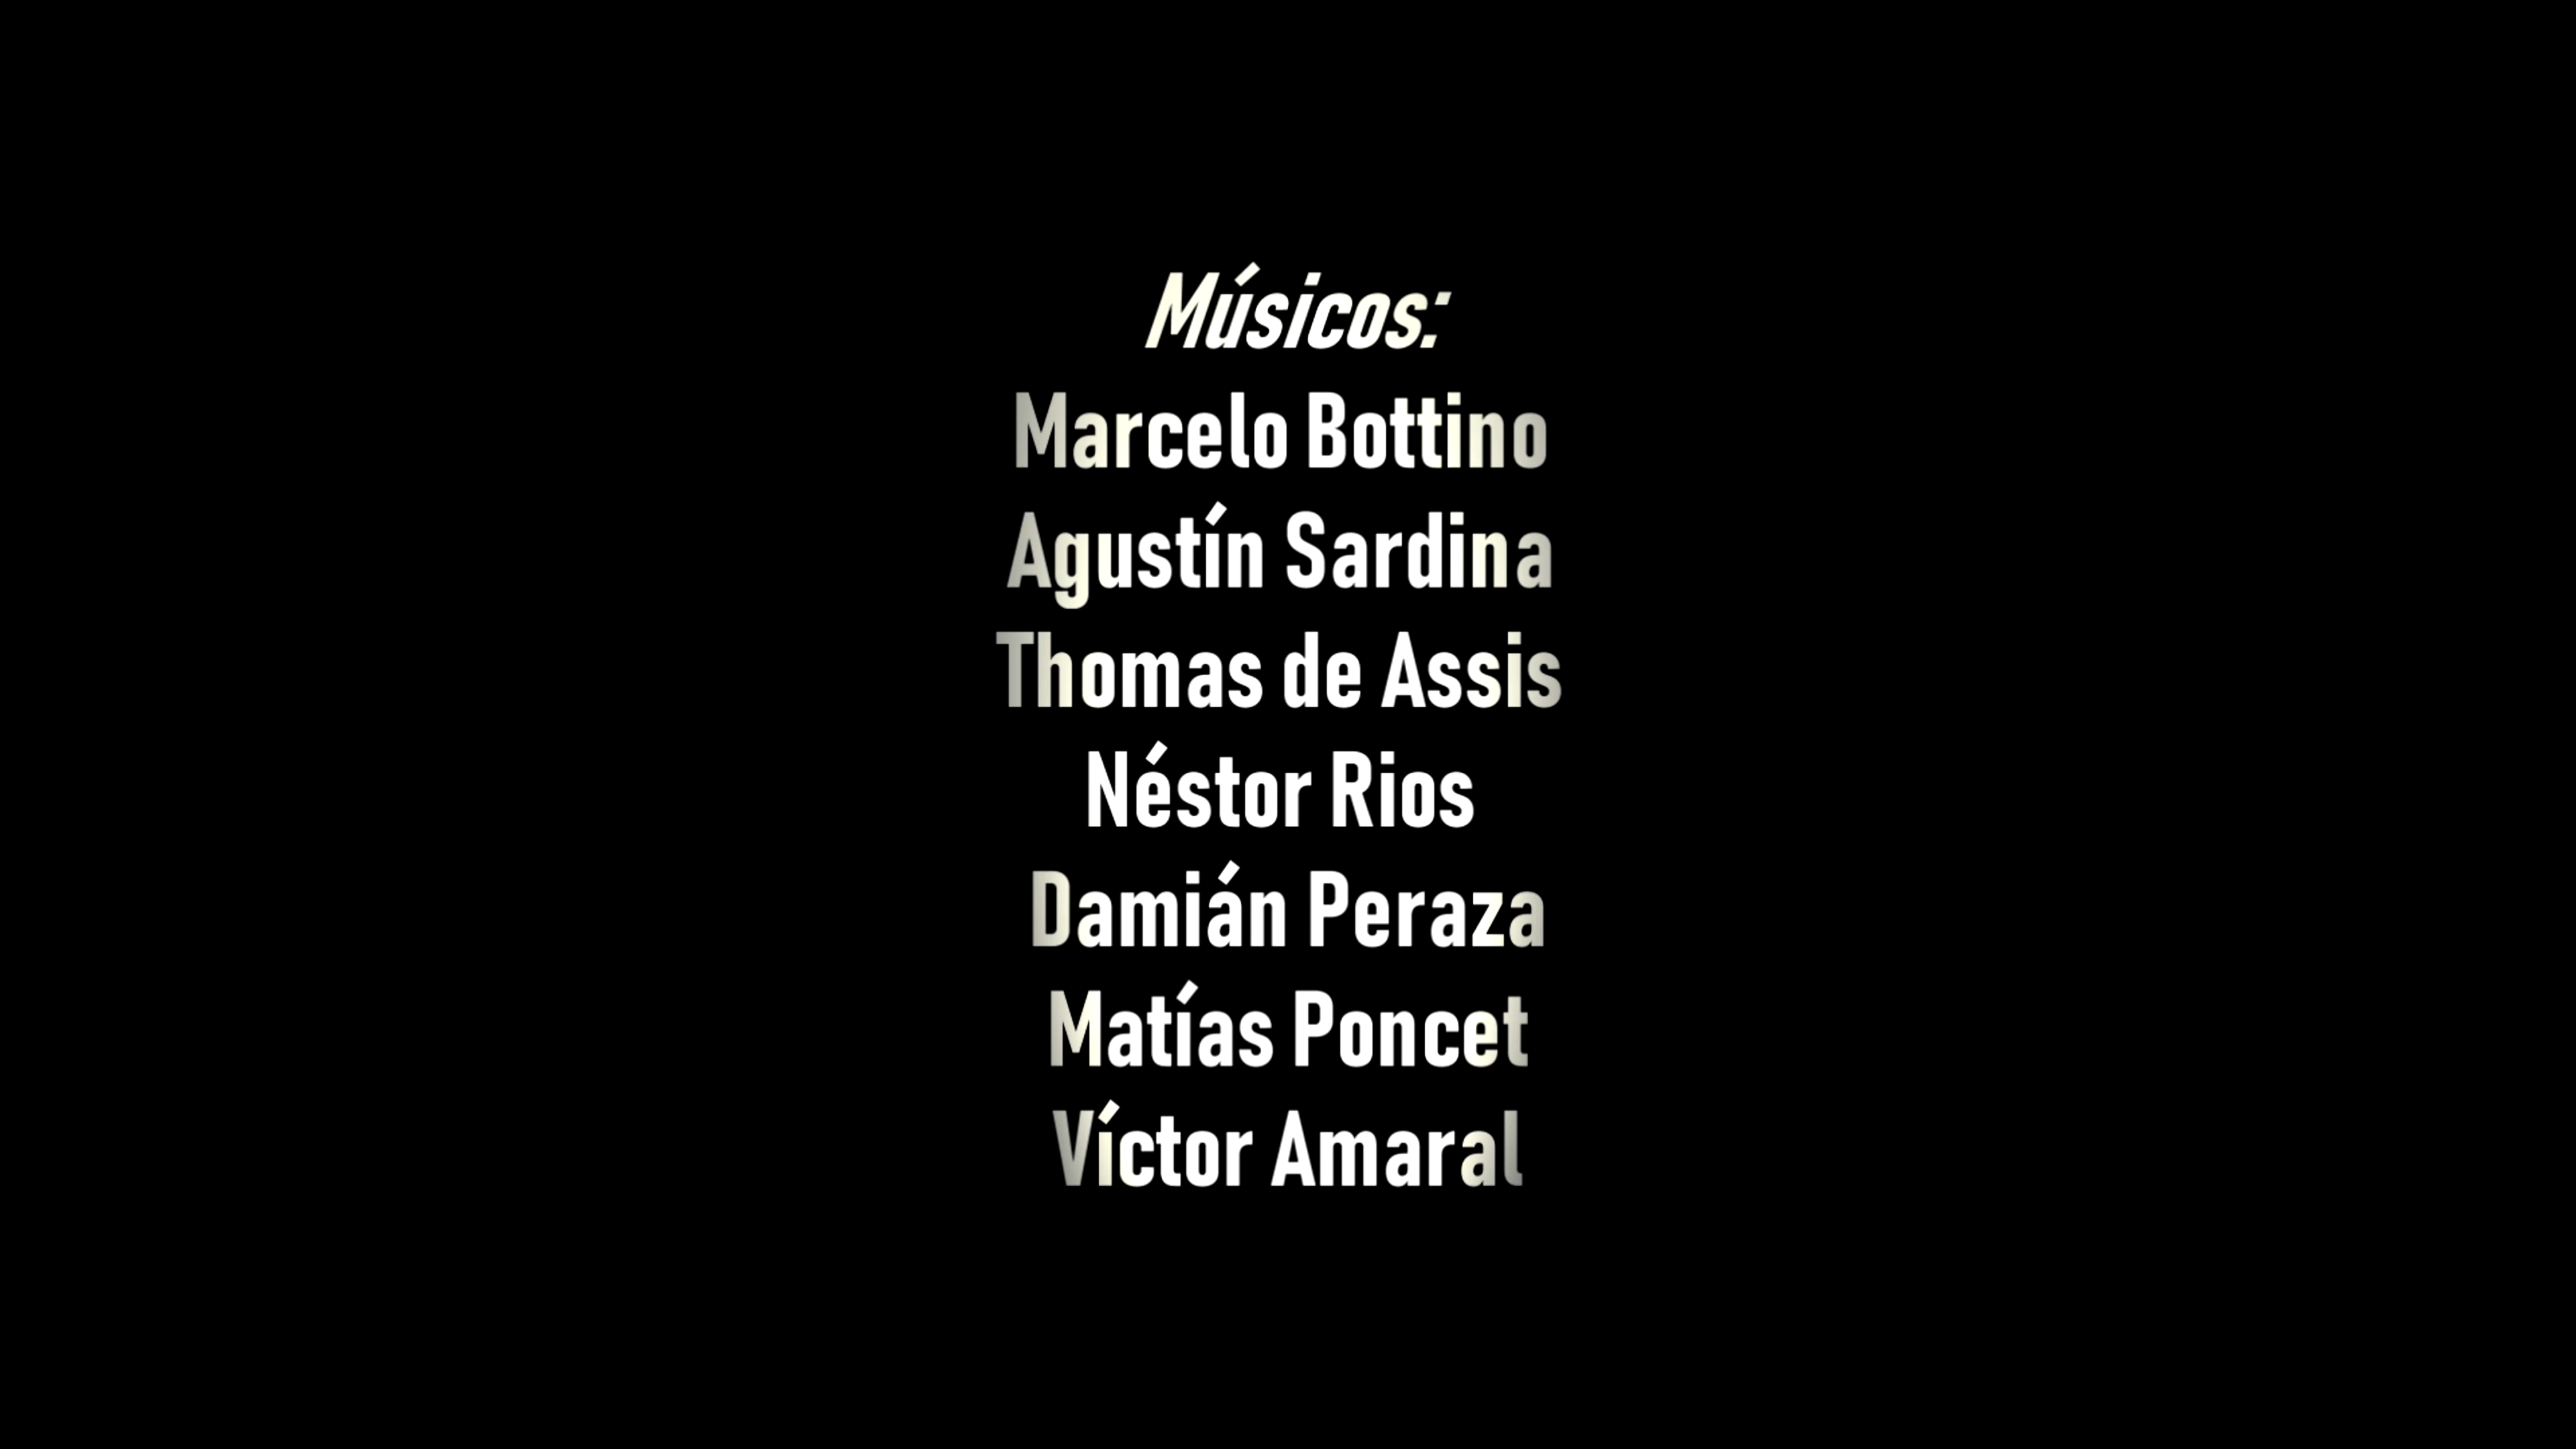 Músicos:
Marcelo Bottino
Agustín Sardina
Thomas de Assis
Néstor Rios
Damián Peraza
Matías Poncet
Víctor Amaral